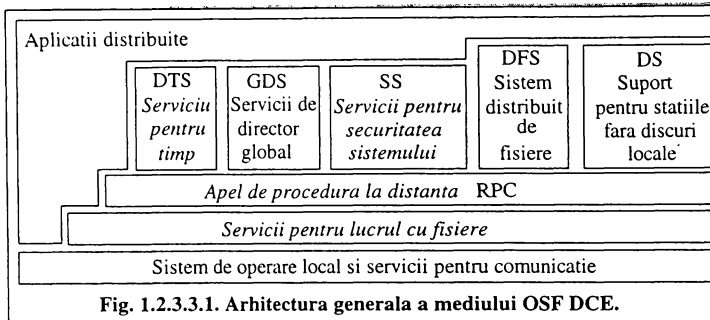 Aplicatii distribuite
DTS
Serviciu
pentru
timp
GDS
Servicii de
director
global
SS
Servicii pentru
securitatea
sistemului
DFS
Sistem
distribuit
de
fisiere
DS
Suport
pentru statiile
fara discuri
locale
Apel de procedura la distanta RPC
Servicii pentru lucrul cu fisiere
Sistem de operare local si servicii pentru comunicatie
Fig. 1.2.3.3.1. Arhitectura generala a mediului OSF DCE.